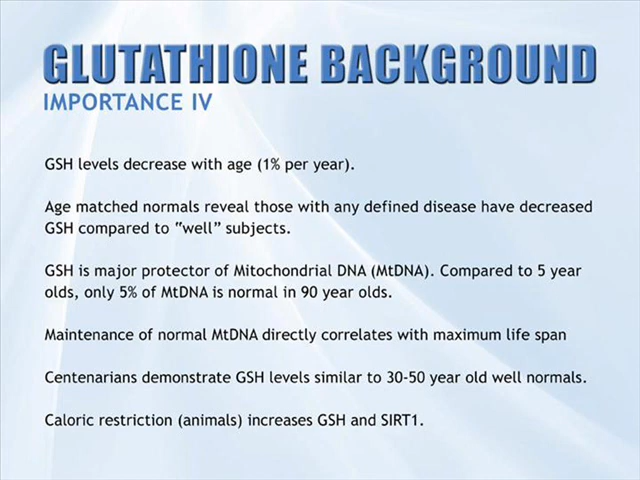 GLUTATHIONE BACKGROUND
IMPORTANCE IV
GSH levels decrease with age (1% per year).
Age matched normals reveal those with any defined disease have decreased
GSH compared to “well” subjects.
GSH is major protector of Mitochondrial DNA (MtDNA). Compared to 5 year
olds, only 5% of MtDNA is normal in 90 year olds.
Maintenance of normal MtDNA directly correlates with maximum life span
Centenarians demonstrate GSH levels similar to 30-50 year old well normals.
Caloric restriction (animals) increases GSH and SIRT1.